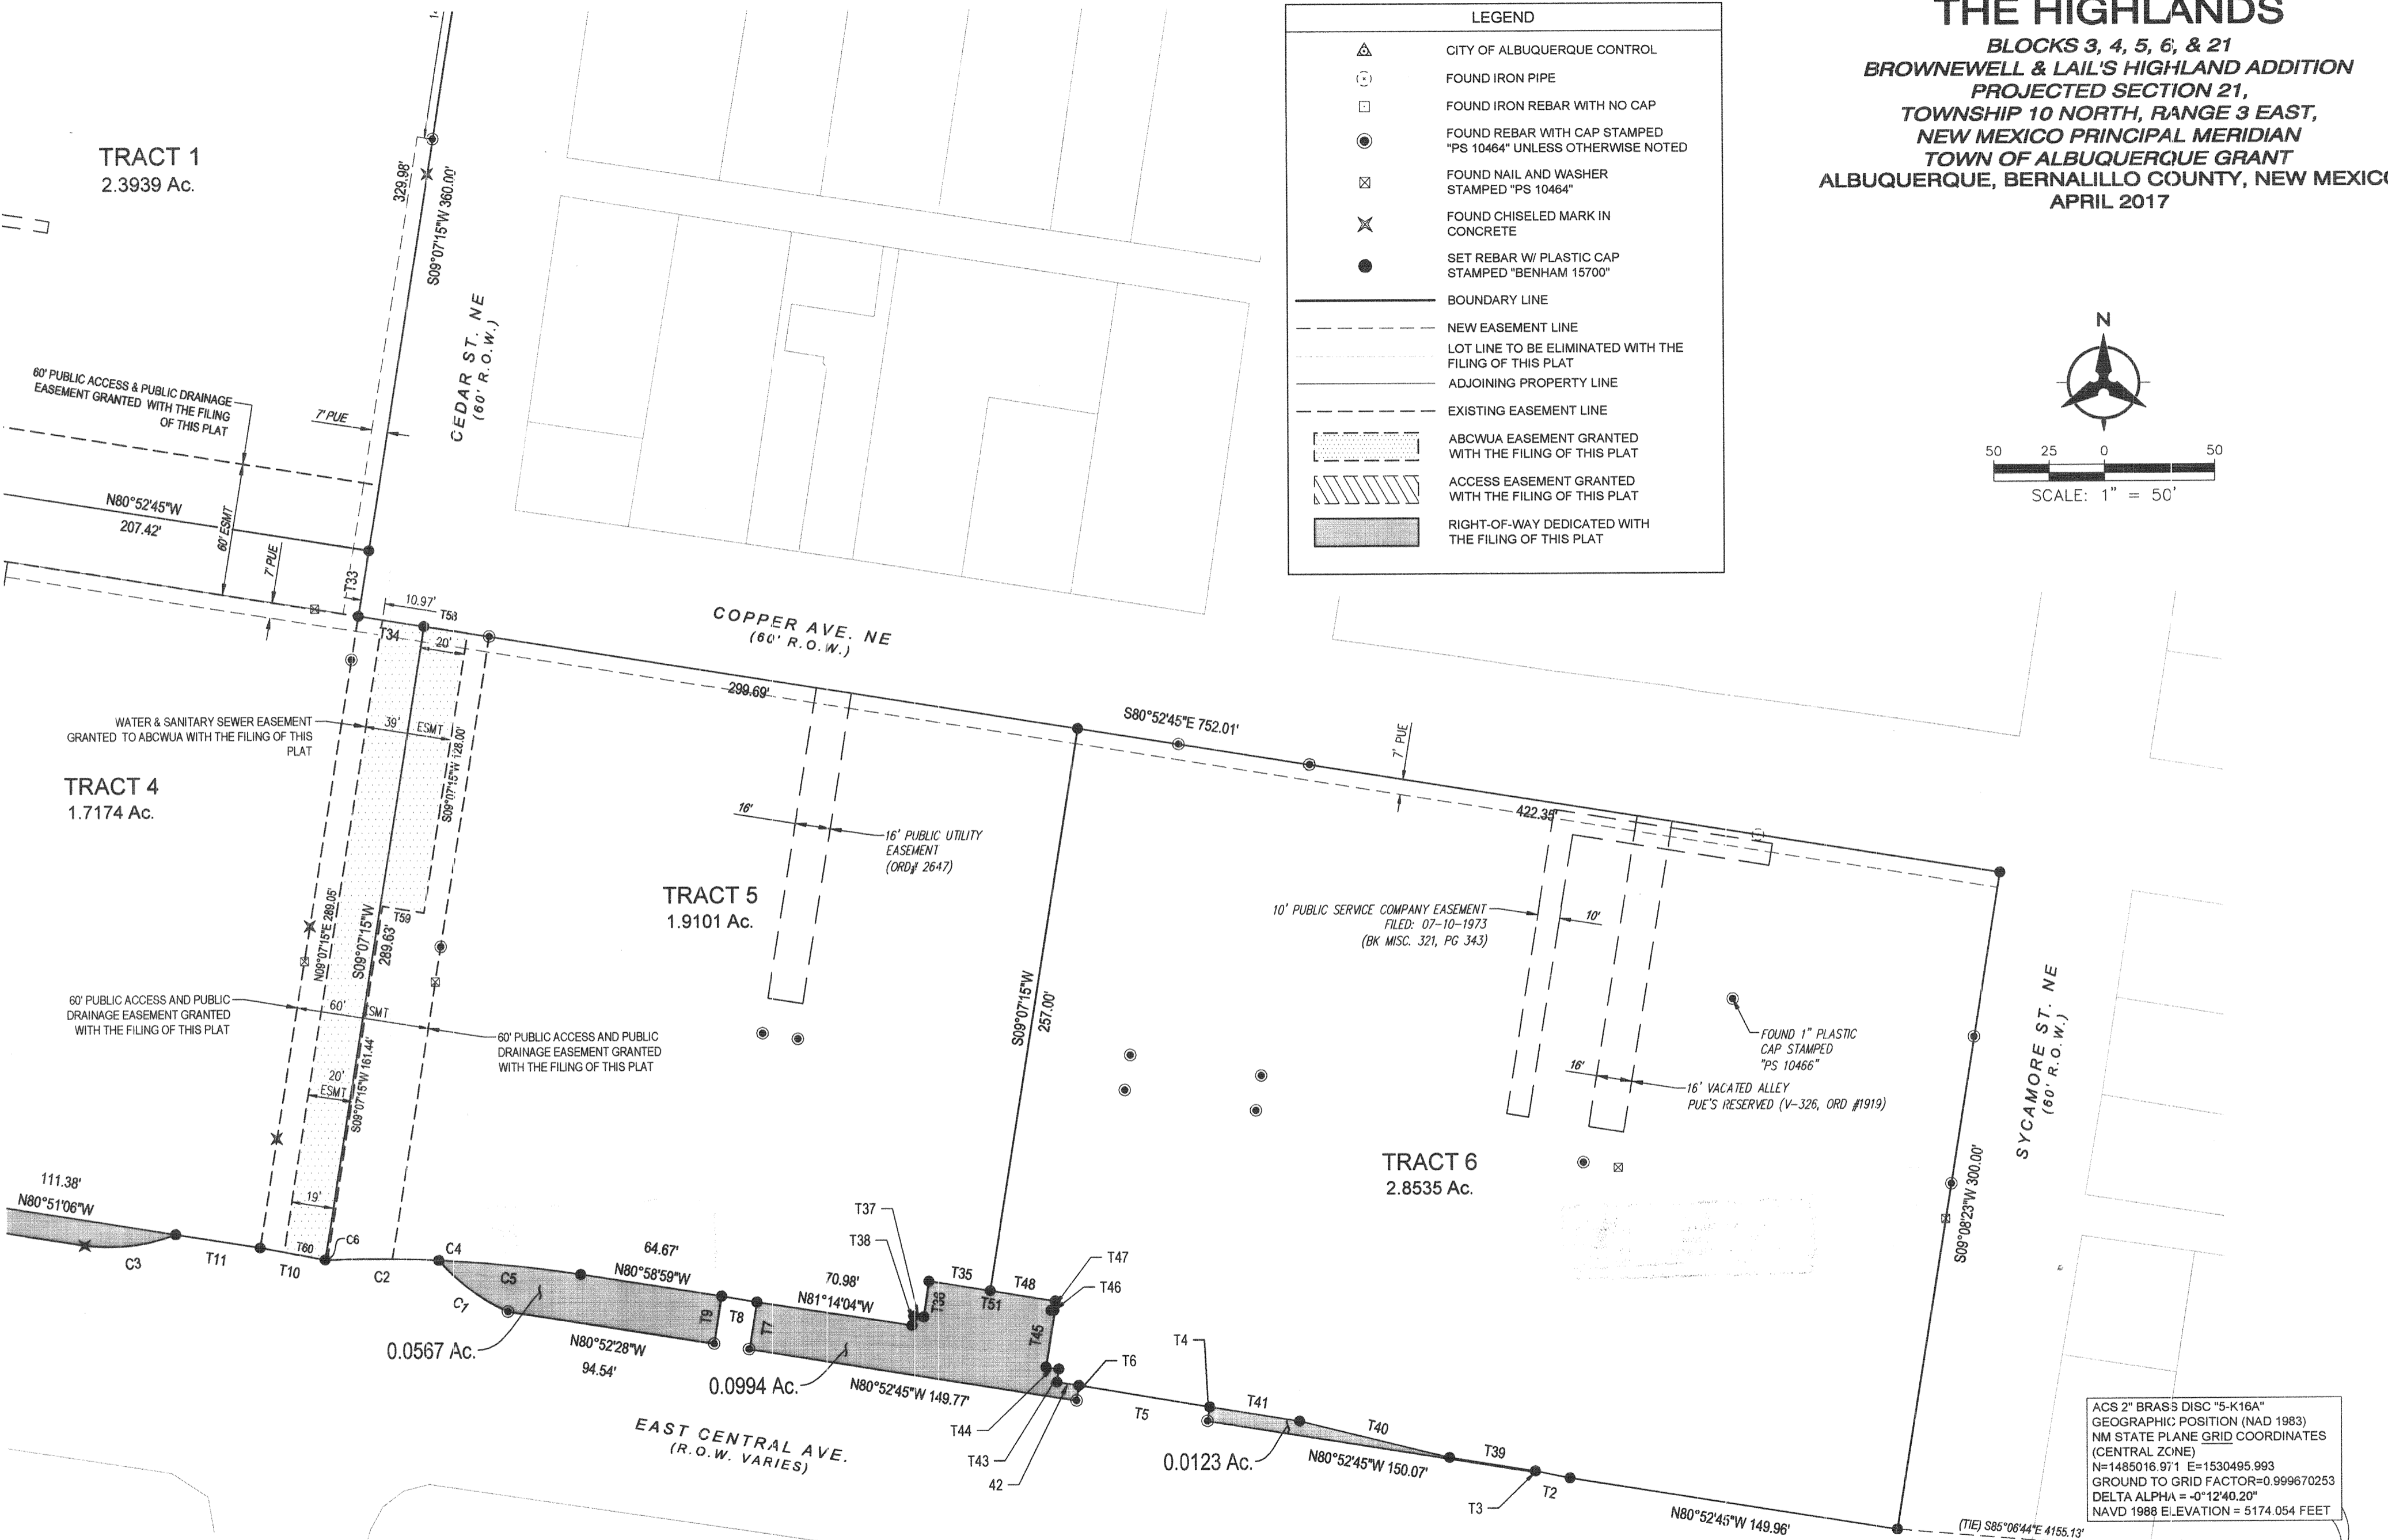 THE HIGHLANDS
BLOCKS 3, 4, 5, 6, & 21
BROWNEWELL & LAIL'S HIGHLAND ADDITION
PROJECTED SECTION 21,
TOWNSHIP 10 NORTH, RANGE 3 EAST,
NEW MEXICO PRINCIPAL MERIDIAN
TOWN OF ALBUQUERQUE GRANT
ALBUQUERQUE, BERNALILLO COUNTY, NEW MEXICO
APRIL 2017
LEGEND
CITY OF ALBUQUERQUE CONTROL
FOUND IRON PIPE
FOUND IRON REBAR WITH NO CAP
FOUND REBAR WITH CAP STAMPED
"PS 10464" UNLESS OTHERWISE NOTED
FOUND NAIL AND WASHER
STAMPED "PS 10464"
FOUND CHISELED MARK IN
CONCRETE
SET REBAR W/ PLASTIC CAP
STAMPED "BENHAM 15700"
BOUNDARY LINE
NEW EASEMENT LINE
LOT LINE TO BE ELIMINATED WITH THE
FILING OF THIS PLAT
ADJOINING PROPERTY LINE
EXISTING EASEMENT LINE
ABCWUA EASEMENT GRANTED
WITH THE FILING OF THIS PLAT
ACCESS EASEMENT GRANTED
WITH THE FILING OF THIS PLAT
RIGHT-OF-WAY DEDICATED WITH
THE FILING OF THIS PLAT
N
50 25 0 50
SCALE: 1" = 50'
TRACT 1
2.3939 Ac.
329.98'
S09°07'15"W 360.00'
CEDAR ST. NE
(60' R.O.W.)
60' PUBLIC ACCESS & PUBLIC DRAINAGE
EASEMENT GRANTED WITH THE FILING
OF THIS PLAT
7' PUE
N80°52'45"W
207.42'
60' ESMT
7' PUE
T33
10.97'
T58
T34
20'
COPPER AVE. NE
(60' R.O.W.)
299.69'
S80°52'45"E 752.01'
7' PUE
422.35'
WATER & SANITARY SEWER EASEMENT
GRANTED TO ABCWUA WITH THE FILING OF THIS
PLAT
39' ESMT
S09°07'15"W 128.00'
TRACT 4
1.7174 Ac.
16'
16' PUBLIC UTILITY
EASEMENT
(ORD# 2647)
TRACT 5
1.9101 Ac.
T59
N09°07'15"E 289.05'
S09°07'15"W
289.63'
10' PUBLIC SERVICE COMPANY EASEMENT
FILED: 07-10-1973
(BK MISC. 321, PG 343)
10'
S09°07'15"W
257.00'
60' PUBLIC ACCESS AND PUBLIC
DRAINAGE EASEMENT GRANTED
WITH THE FILING OF THIS PLAT
60' ESMT
60' PUBLIC ACCESS AND PUBLIC
DRAINAGE EASEMENT GRANTED
WITH THE FILING OF THIS PLAT
FOUND 1" PLASTIC
CAP STAMPED
"PS 10466"
SYCAMORE ST. NE
(60' R.O.W.)
20'
ESMT
S09°07'15"W 161.44'
16'
16' VACATED ALLEY
PUE'S RESERVED (V-326, ORD #1919)
TRACT 6
2.8535 Ac.
S09°08'23"W 300.00'
111.38'
N80°51'06"W
19'
C3
T11
T10
T60
C6
C2
C4
C5
64.67'
N80°58'59"W
T9
T8
T7
70.98'
N81°14'04"W
T37
T38
T36
T35
T51
T48
T47
T46
T45
N80°52'28"W
94.54'
0.0567 Ac.
0.0994 Ac.
N80°52'45"W 149.77'
T6
T44
T43
42
T5
T4
T41
T40
T39
0.0123 Ac.
N80°52'45"W 150.07'
T3
T2
N80°52'45"W 149.96'
EAST CENTRAL AVE.
(R.O.W. VARIES)
(TIE) S85°06'44"E 4155.13'
ACS 2" BRASS DISC "5-K16A"
GEOGRAPHIC POSITION (NAD 1983)
NM STATE PLANE GRID COORDINATES
(CENTRAL ZONE)
N=1485016.971 E=1530495.993
GROUND TO GRID FACTOR=0.999670253
DELTA ALPHA = -0°12'40.20"
NAVD 1988 ELEVATION = 5174.054 FEET